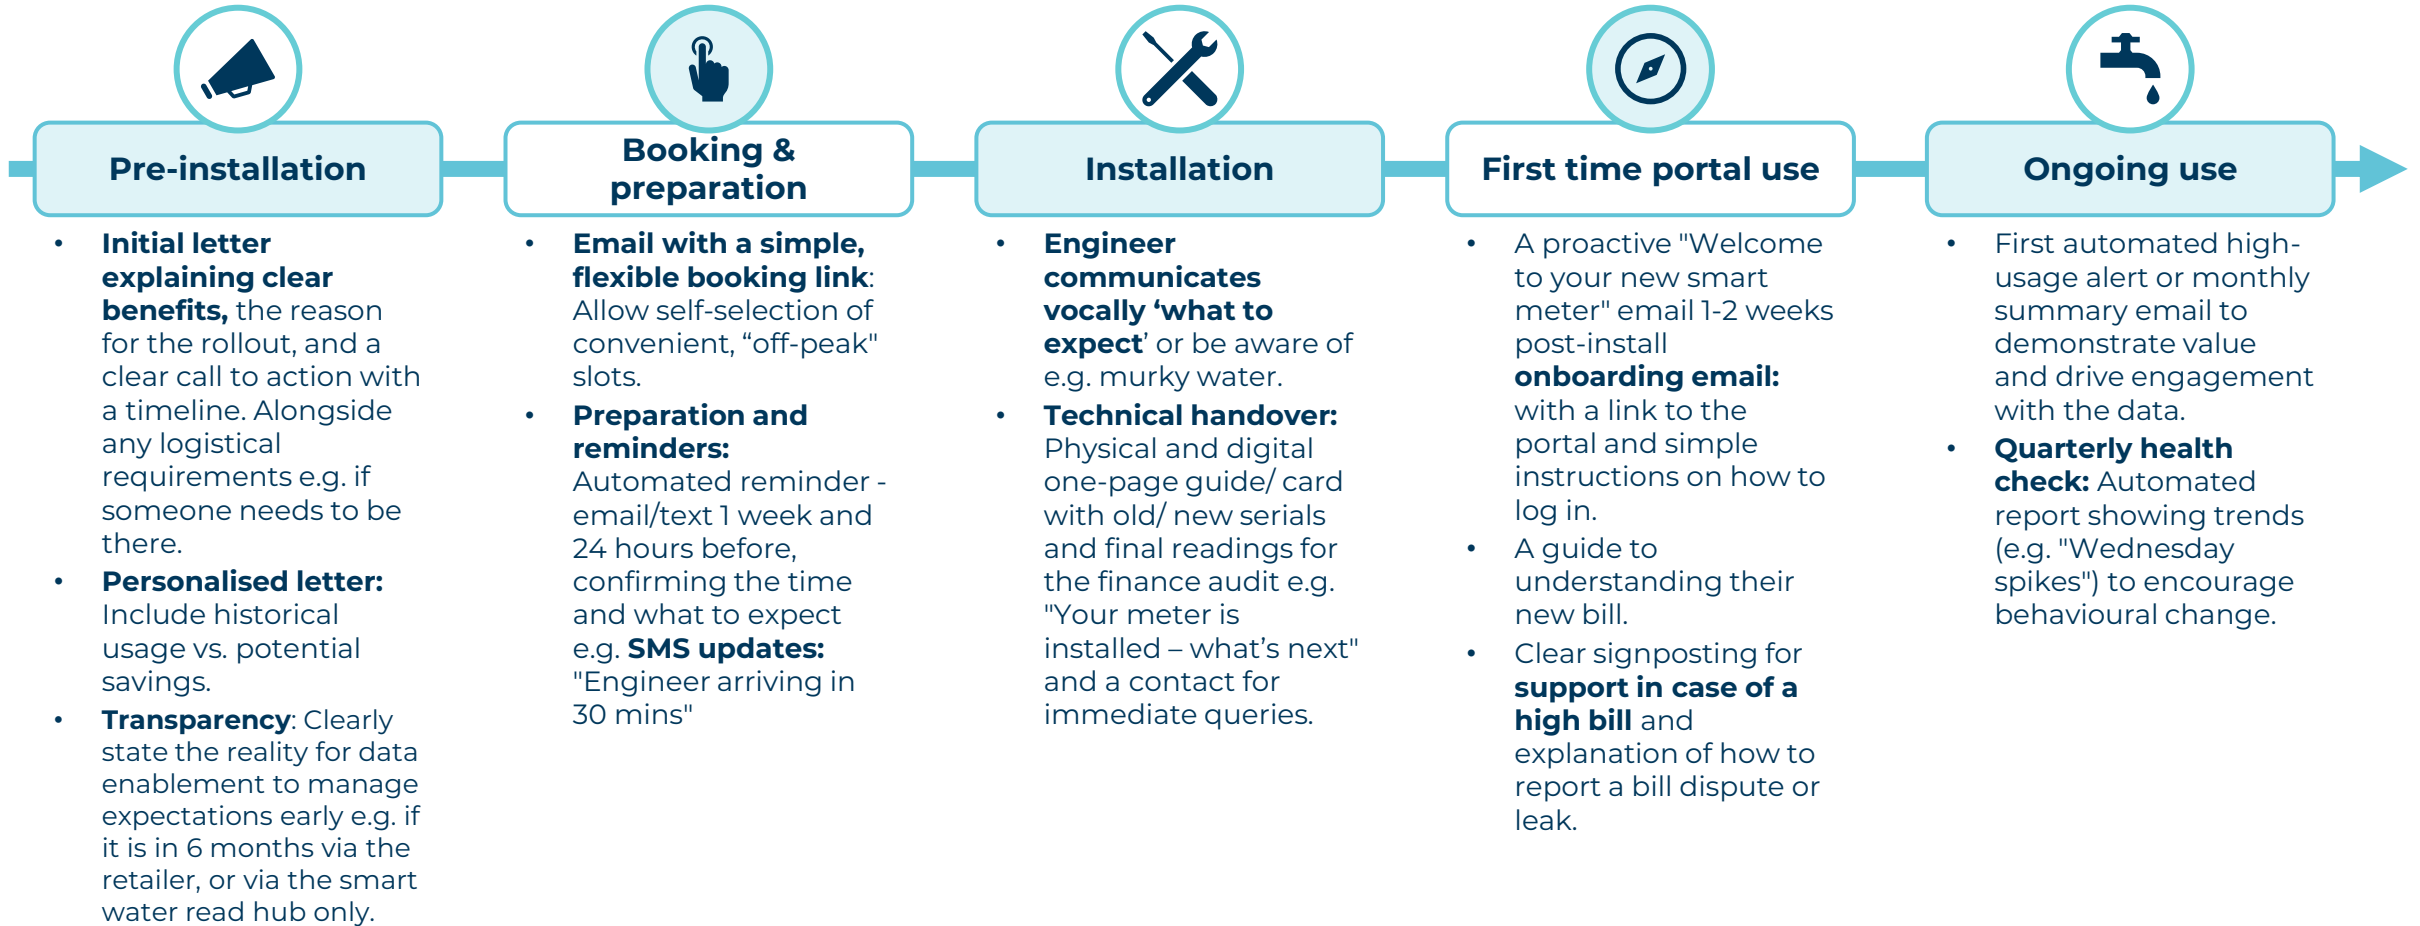 Pre-installation
• Initial letter
explaining clear
benefits, the reason
for the rollout, and a
clear call to action with
a timeline. Alongside
any logistical
requirements e.g. if
someone needs to be
there.
• Personalised letter:
Include historical
usage vs. potential
savings.
• Transparency: Clearly
state the reality for data
enablement to manage
expectations early e.g. if
it is in 6 months via the
retailer, or via the smart
water read hub only.
Booking &
preparation
• Email with a simple,
flexible booking link:
Allow self-selection of
convenient, “off-peak"
slots.
• Preparation and
reminders:
Automated reminder -
email/text 1 week and
24 hours before,
confirming the time
and what to expect
e.g. SMS updates:
"Engineer arriving in
30 mins"
Installation
• Engineer
communicates
vocally ‘what to
expect’ or be aware of
e.g. murky water.
• Technical handover:
Physical and digital
one-page guide/ card
with old/ new serials
and final readings for
the finance audit e.g.
"Your meter is
installed – what’s next"
and a contact for
immediate queries.
First time portal use
• A proactive "Welcome
to your new smart
meter" email 1-2 weeks
post-install
onboarding email:
with a link to the
portal and simple
instructions on how to
log in.
• A guide to
understanding their
new bill.
• Clear signposting for
support in case of a
high bill and
explanation of how to
report a bill dispute or
leak.
Ongoing use
• First automated high-
usage alert or monthly
summary email to
demonstrate value
and drive engagement
with the data.
• Quarterly health
check: Automated
report showing trends
(e.g. "Wednesday
spikes") to encourage
behavioural change.